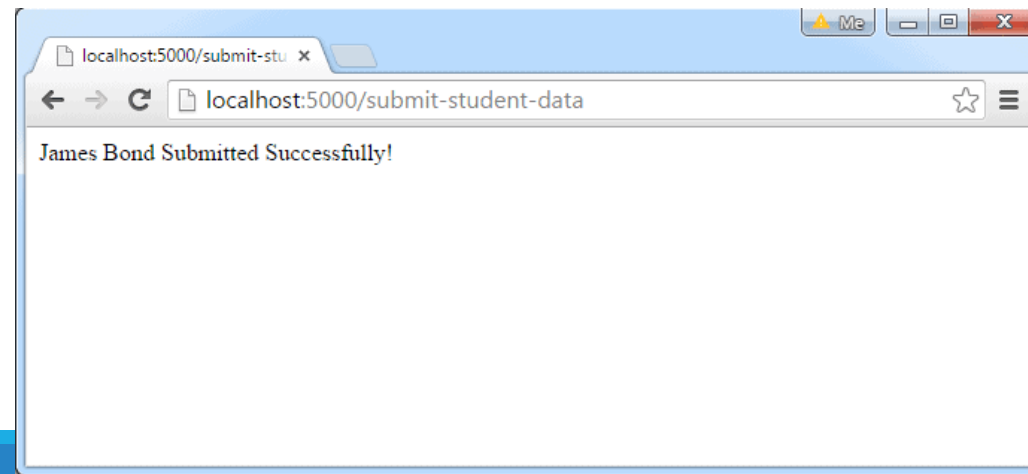 Me
localhost:5000/submit-stu
localhost:5000/submit-student-data
James Bond Submitted Successfully!